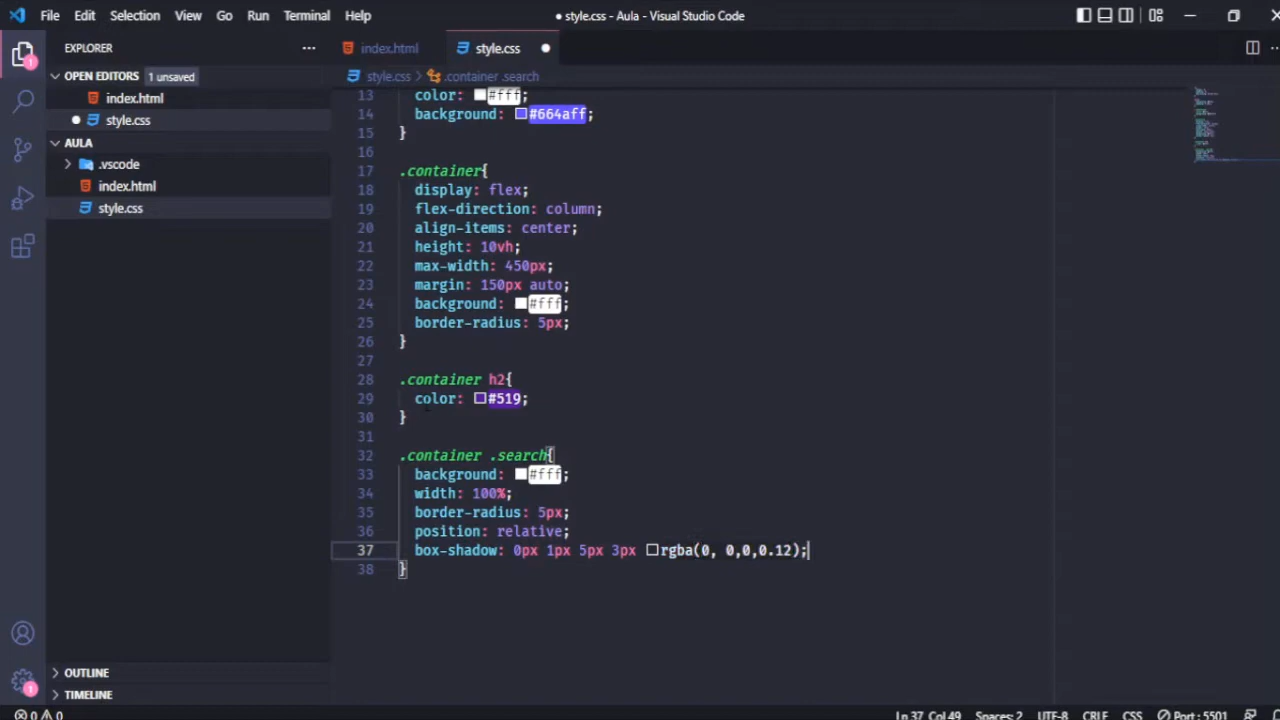 File Edit Selection View Go Run Terminal Help
● style.css - Aula - Visual Studio Code
EXPLORER
index.html
style.css
OPEN EDITORS 1 unsaved
style.css > .container .search
index.html
style.css
AULA
.vscode
index.html
style.css
13 color: #fff;
14 background: #664aff;
15 }
16
17 .container{
18 display: flex;
19 flex-direction: column;
20 align-items: center;
21 height: 10vh;
22 max-width: 450px;
23 margin: 150px auto;
24 background: #fff;
25 border-radius: 5px;
26 }
27
28 .container h2{
29 color: #519;
30 }
31
32 .container .search{
33 background: #fff;
34 width: 100%;
35 border-radius: 5px;
36 position: relative;
37 box-shadow: 0px 1px 5px 3px rgba(0, 0,0,0.12);
38 }
1
1
OUTLINE
TIMELINE
0 0 Ln 37, Col 49 Spaces: 2 UTF-8 CRLF CSS Port : 5501